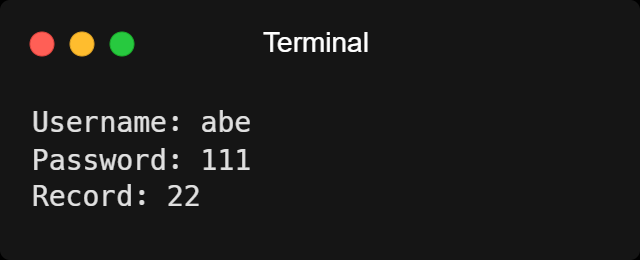 Terminal
Username: abe
Password: 111
Record: 22